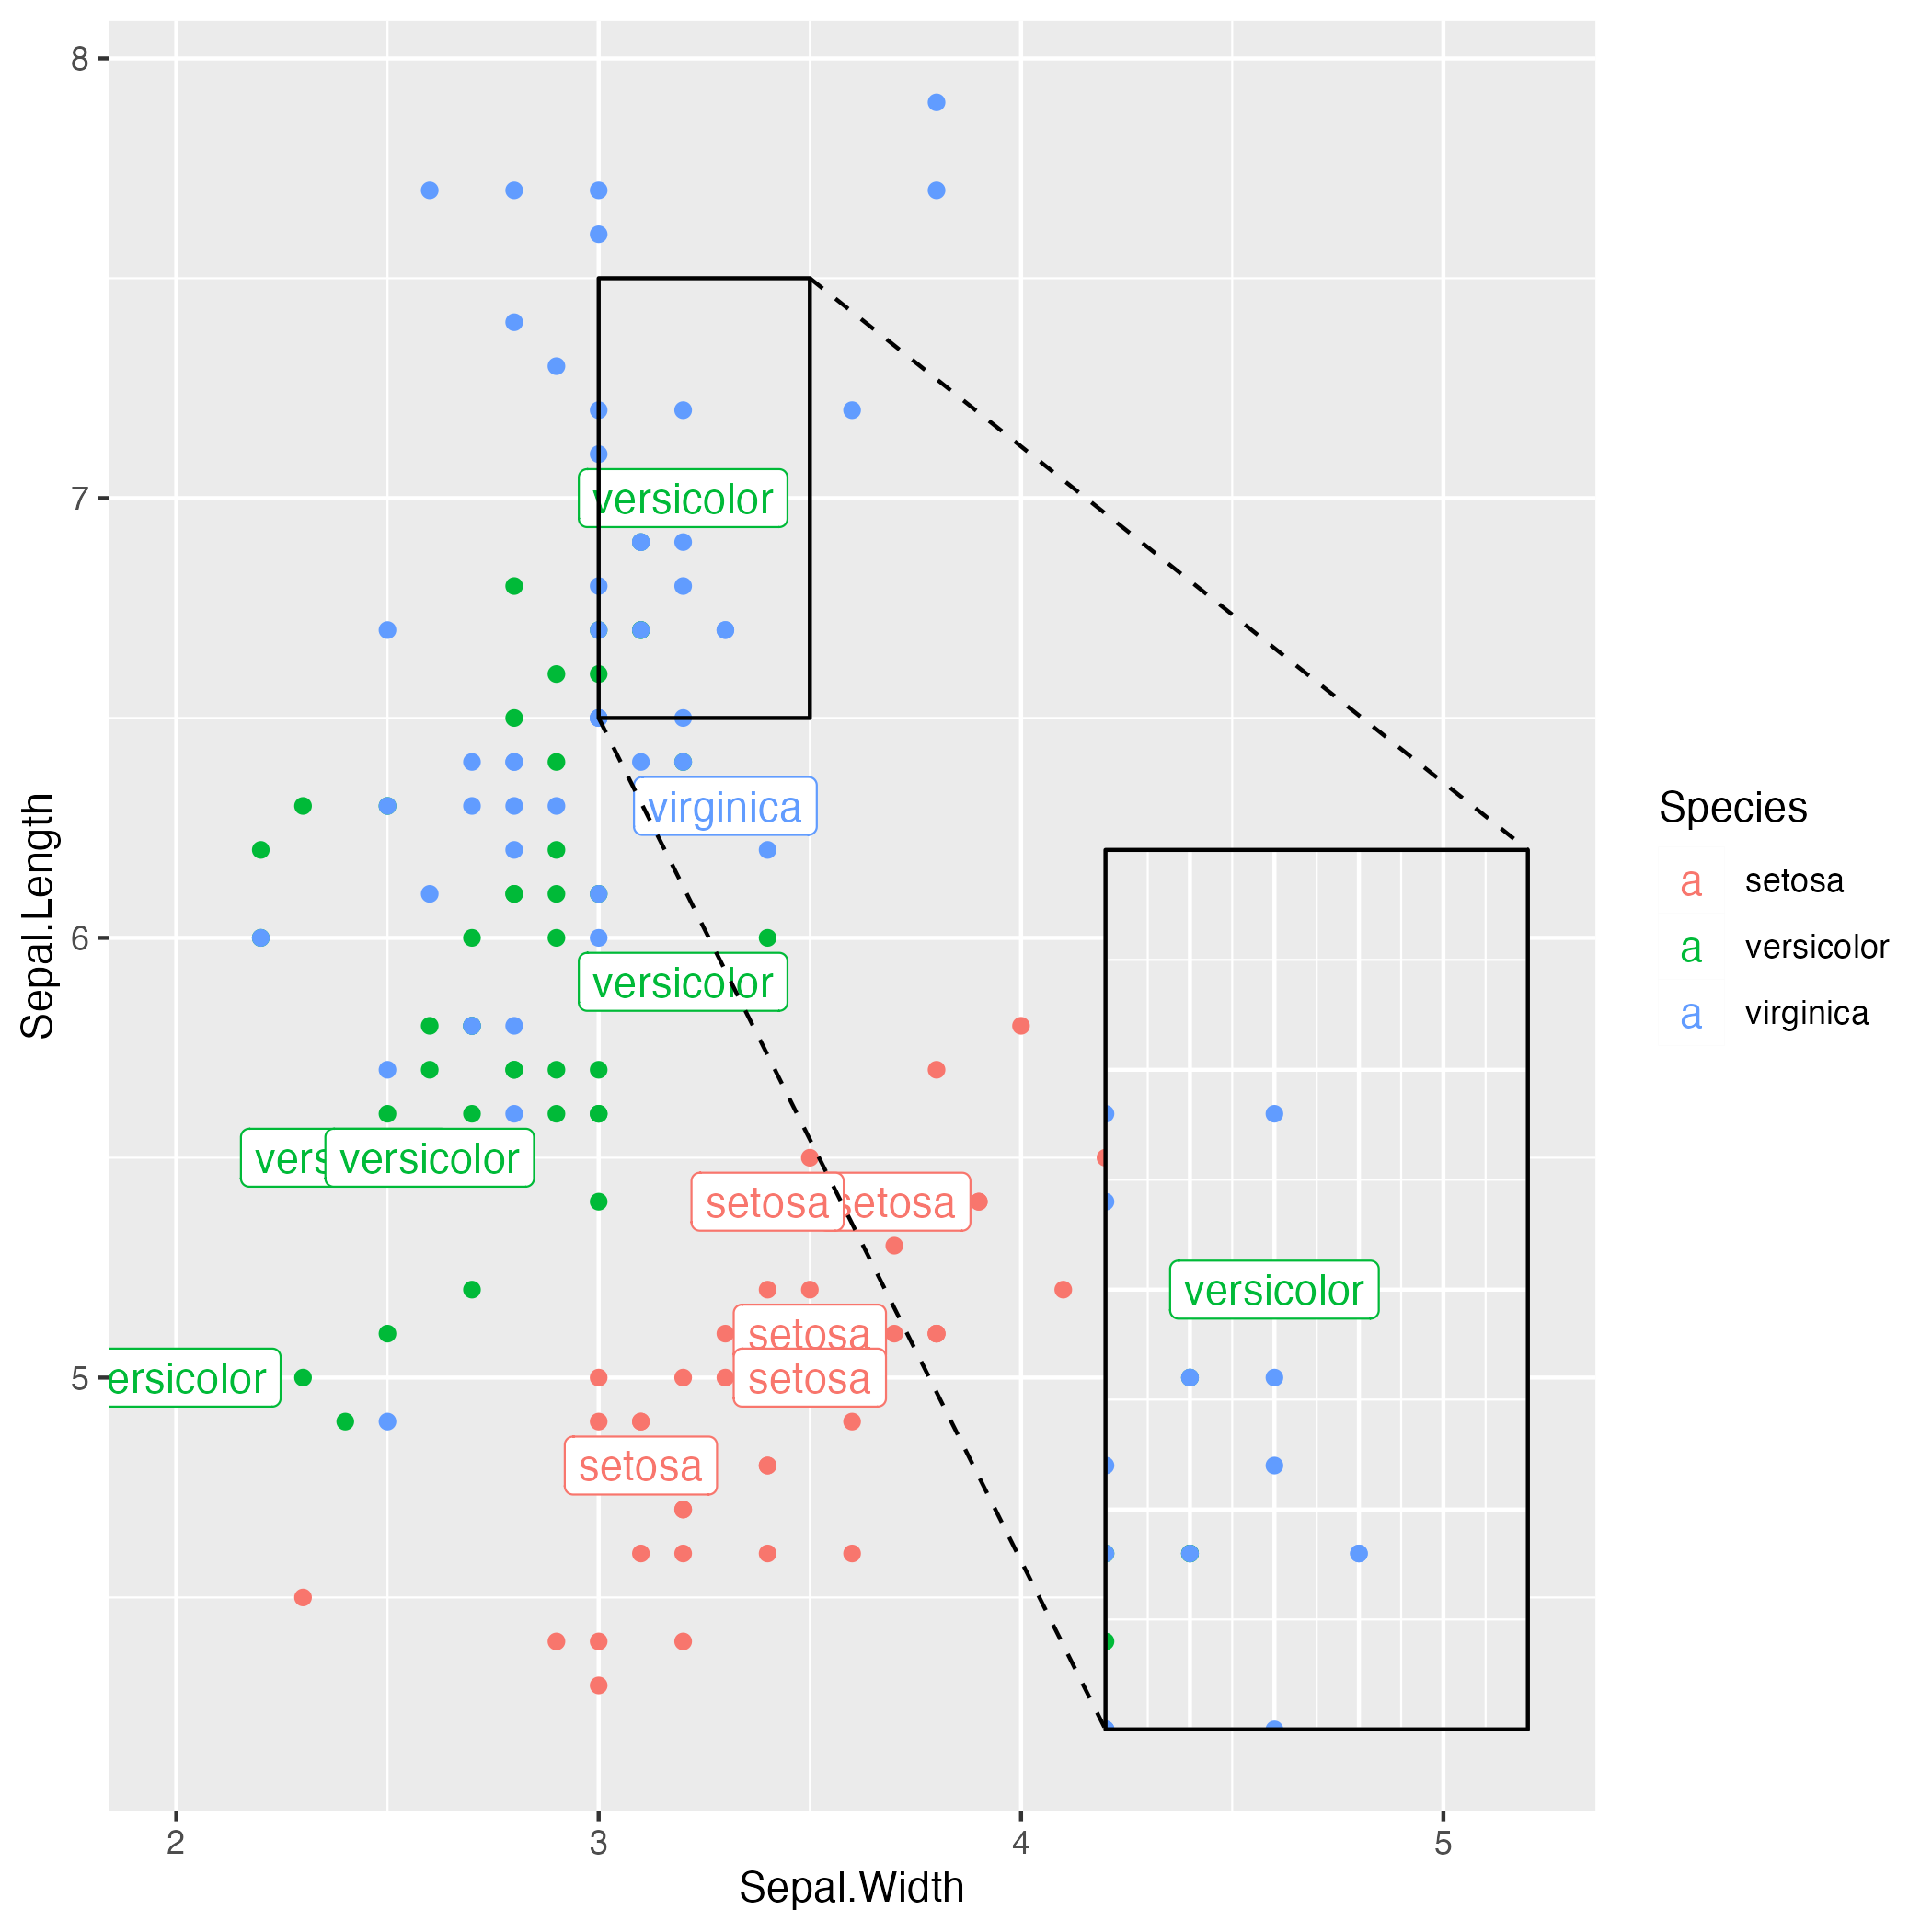 8
7
6
5
versicolor
virginica
versicolor
vers
versicolor
setosa
setosa
versicolor
setosa
setosa
ersicolor
setosa
2
3
4
5
Sepal.Width
Sepal.Length
Species
a setosa
a versicolor
a virginica